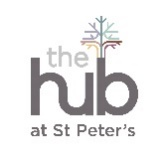 the
hub
at St Peter's